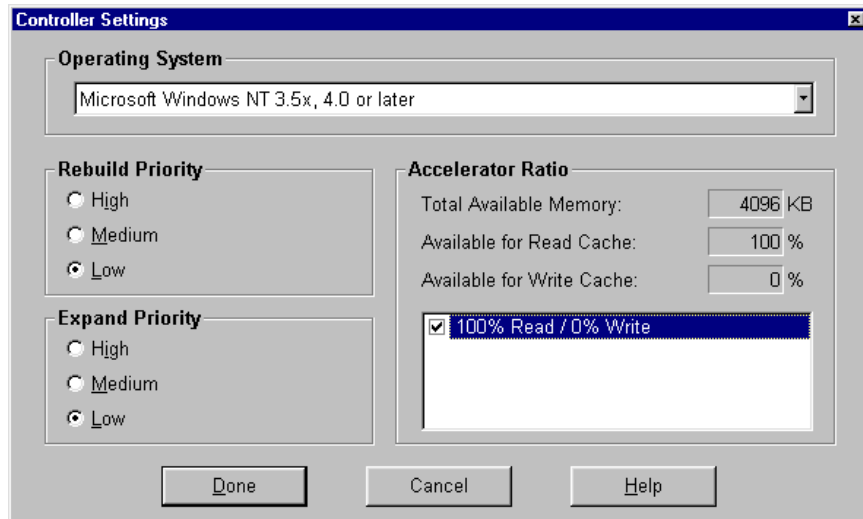 Controller Settings
Operating System
Microsoft Windows NT 3.5x, 4.0 or later
Rebuild Priority
High
Medium
Low
Expand Priority
High
Medium
Low
Accelerator Ratio
Total Available Memory: 4096 KB
Available for Read Cache: 100 %
Available for Write Cache: 0 %
100% Read / 0% Write
Done Cancel Help